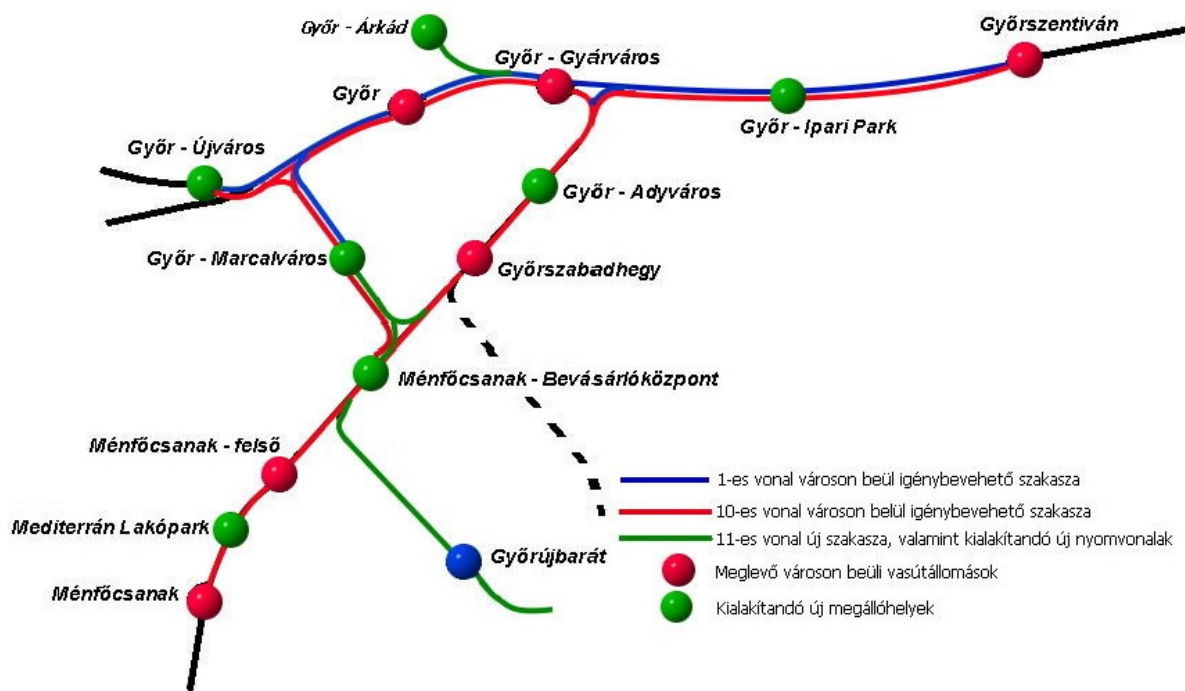 Győr - Árkád
Győrszentiván
Győr - Gyárváros
Győr
Győr - Ipari Park
Győr - Újváros
Győr - Adyváros
Győr - Marcalváros
Győrszabadhegy
Ménfőcsanak - Bevásárlóközpont
Ménfőcsanak - felső
Mediterrán Lakópark
Győrújbarát
Ménfőcsanak
1-es vonal városon beül igénybevehető szakasza
10-es vonal városon belül igénybevehető szakasza
11-es vonal új szakasza, valamint kialakítandó új nyomvonalak
Meglevő városon beüli vasútállomások
Kialakítandó új megállóhelyek